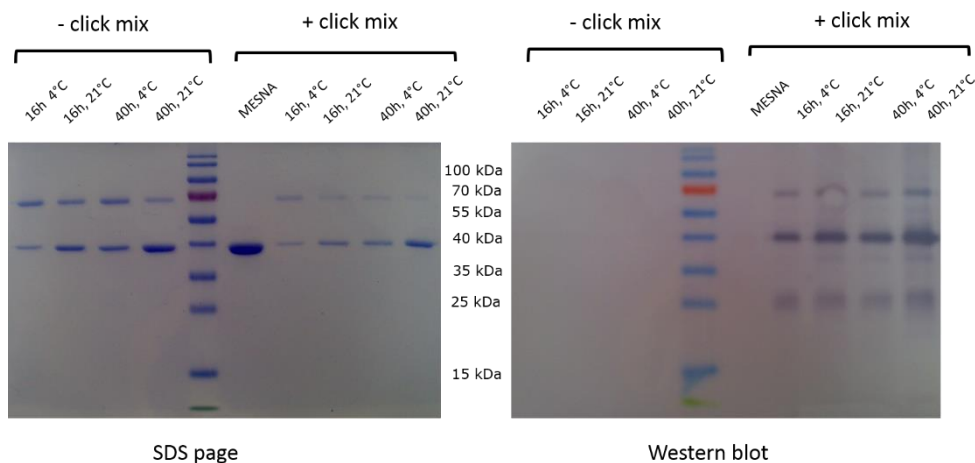 - click mix
+ click mix
16h 4°C
16h, 21°C
40h, 4°C
40h, 21°C
MESNA
16h, 4°C
16h, 21°C
40h, 4°C
40h, 21°C
- click mix
+ click mix
16h, 4°C
16h, 21°C
40h, 4°C
40h, 21°C
MESNA
16h, 4°C
16h, 21°C
40h, 4°C
40h, 21°C
100 kDa
70 kDa
55 kDa
40 kDa
35 kDa
25 kDa
15 kDa
SDS page
Western blot